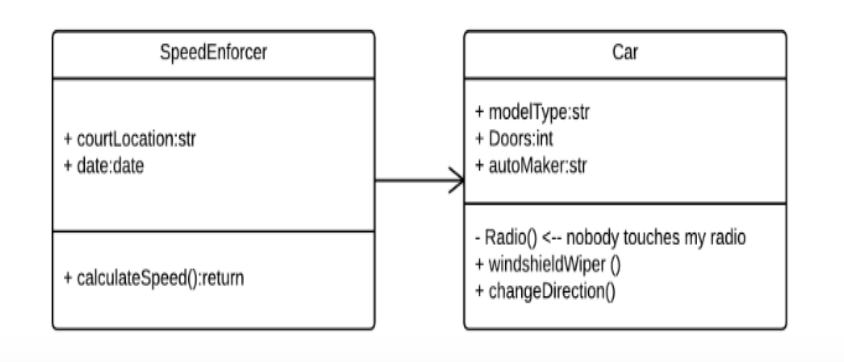 SpeedEnforcer
+ courtLocation:str
+ date:date
+ calculateSpeed():return
Car
+ modelType:str
+ Doors:int
+ autoMaker:str
- Radio() <-- nobody touches my radio
+ windshieldWiper ()
+ changeDirection()